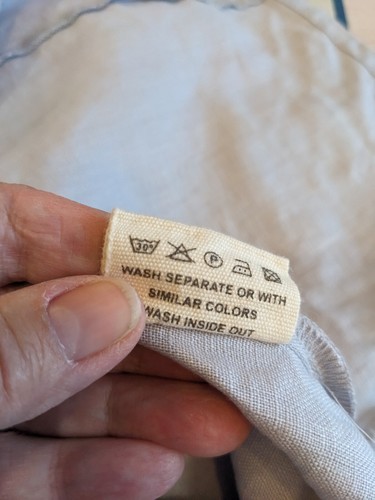 30°
P
WASH SEPARATE OR WITH
SIMILAR COLORS
WASH INSIDE OUT